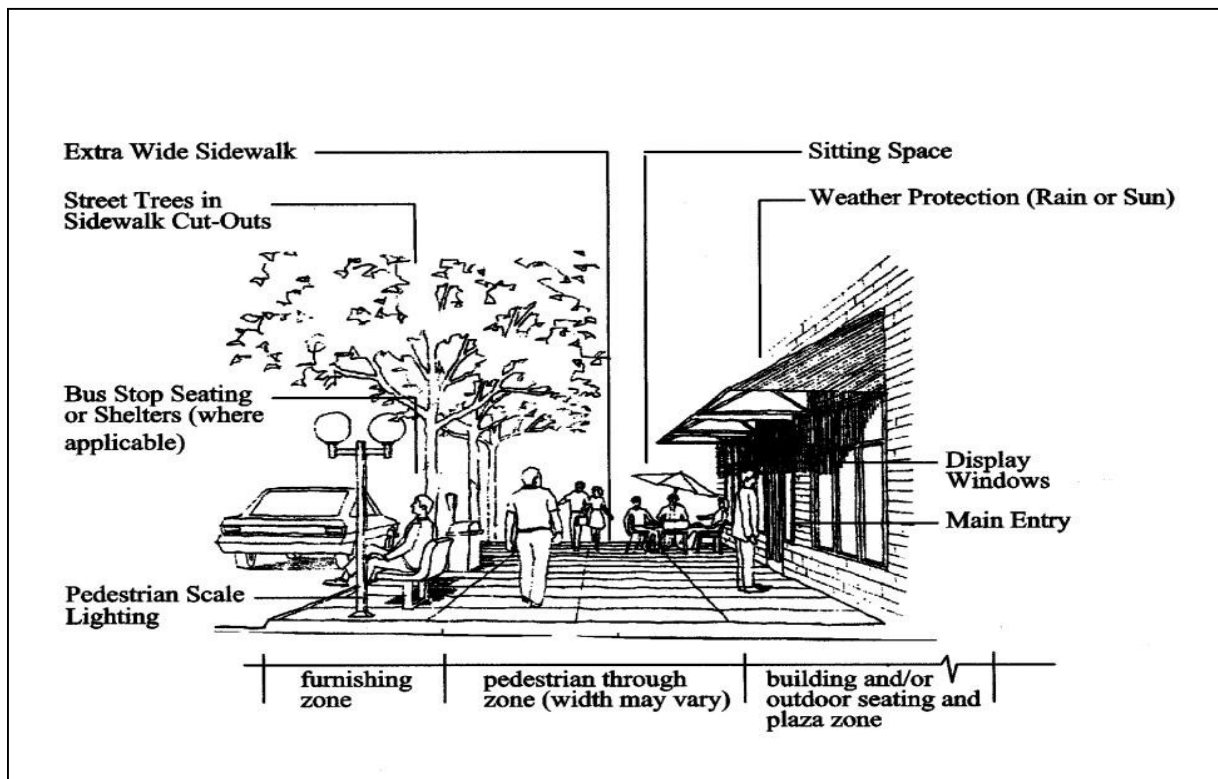 Extra Wide Sidewalk
Street Trees in
Sidewalk Cut-Outs
Bus Stop Seating
or Shelters (where
applicable)
Pedestrian Scale
Lighting
Sitting Space
Weather Protection (Rain or Sun)
Display
Windows
Main Entry
furnishing
zone
pedestrian through
zone (width may vary)
building and/or
outdoor seating and
plaza zone